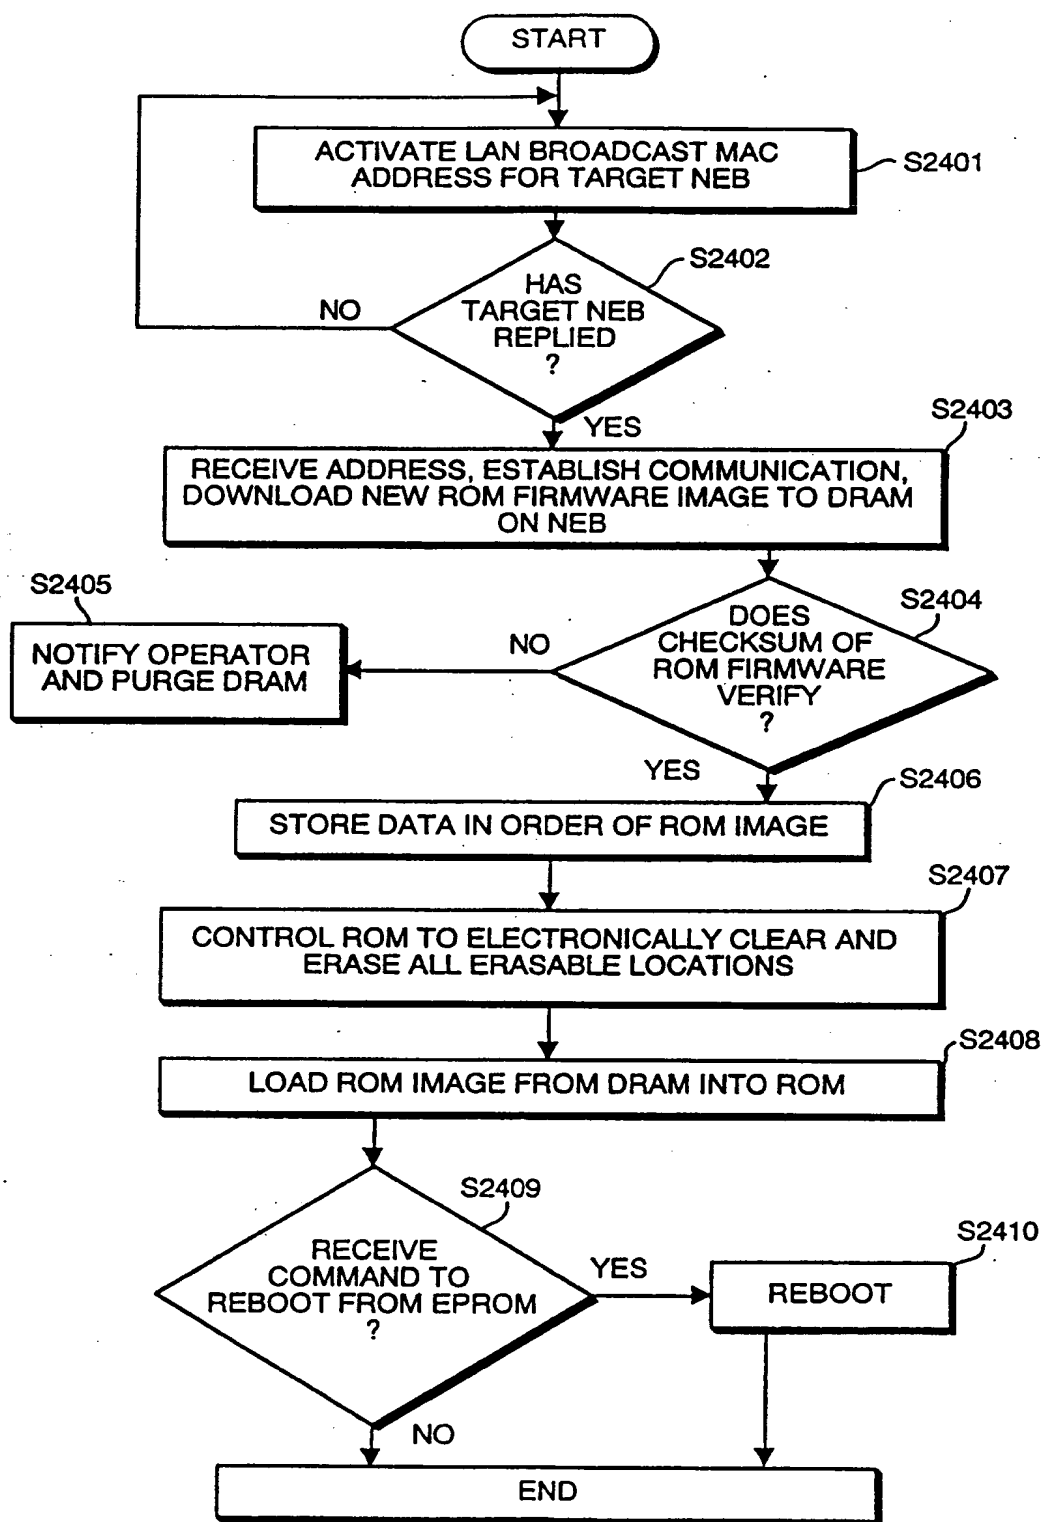 START
ACTIVATE LAN BROADCAST MAC
ADDRESS FOR TARGET NEB
S2401
S2402
HAS
TARGET NEB
REPLIED
?
NO
YES
S2403
RECEIVE ADDRESS, ESTABLISH COMMUNICATION,
DOWNLOAD NEW ROM FIRMWARE IMAGE TO DRAM
ON NEB
S2405
NOTIFY OPERATOR
AND PURGE DRAM
NO
S2404
DOES
CHECKSUM OF
ROM FIRMWARE
VERIFY
?
YES
S2406
STORE DATA IN ORDER OF ROM IMAGE
S2407
CONTROL ROM TO ELECTRONICALLY CLEAR AND
ERASE ALL ERASABLE LOCATIONS
S2408
LOAD ROM IMAGE FROM DRAM INTO ROM
S2409
RECEIVE
COMMAND TO
REBOOT FROM EPROM
?
YES
S2410
REBOOT
NO
END